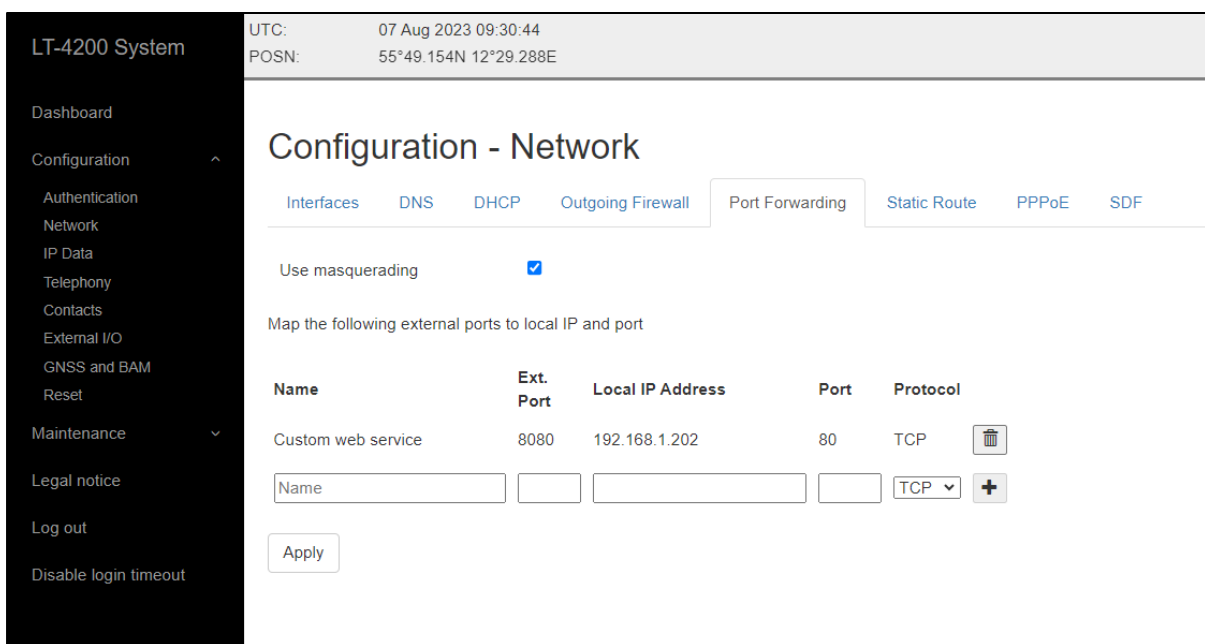 LT-4200 System
UTC: 07 Aug 2023 09:30:44
POSN: 55°49.154N 12°29.288E
Dashboard
Configuration
Authentication
Network
IP Data
Telephony
Contacts
External I/O
GNSS and BAM
Reset
Maintenance
Legal notice
Log out
Disable login timeout
Configuration - Network
Interfaces DNS DHCP Outgoing Firewall Port Forwarding Static Route PPPoE SDF
Use masquerading
Map the following external ports to local IP and port
Name Ext. Port Local IP Address Port Protocol
Custom web service 8080 192.168.1.202 80 TCP
Name TCP
Apply